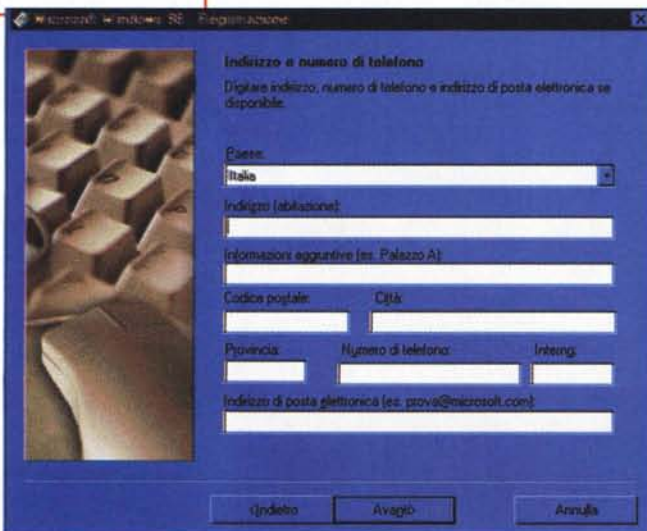 Microsoft Windows 98 Registrazione
Indirizzo e numero di telefono
Digitare indirizzo, numero di telefono e indirizzo di posta elettronica se
disponibile.
Paese:
Italia
Indirizzo (abitazione):
Informazioni aggiuntive (es. Palazzo A):
Codice postale: Città:
Provincia: Numero di telefono: Interno:
Indirizzo di posta elettronica (es. prova@microsoft.com):
<Indietro Avanti> Annulla